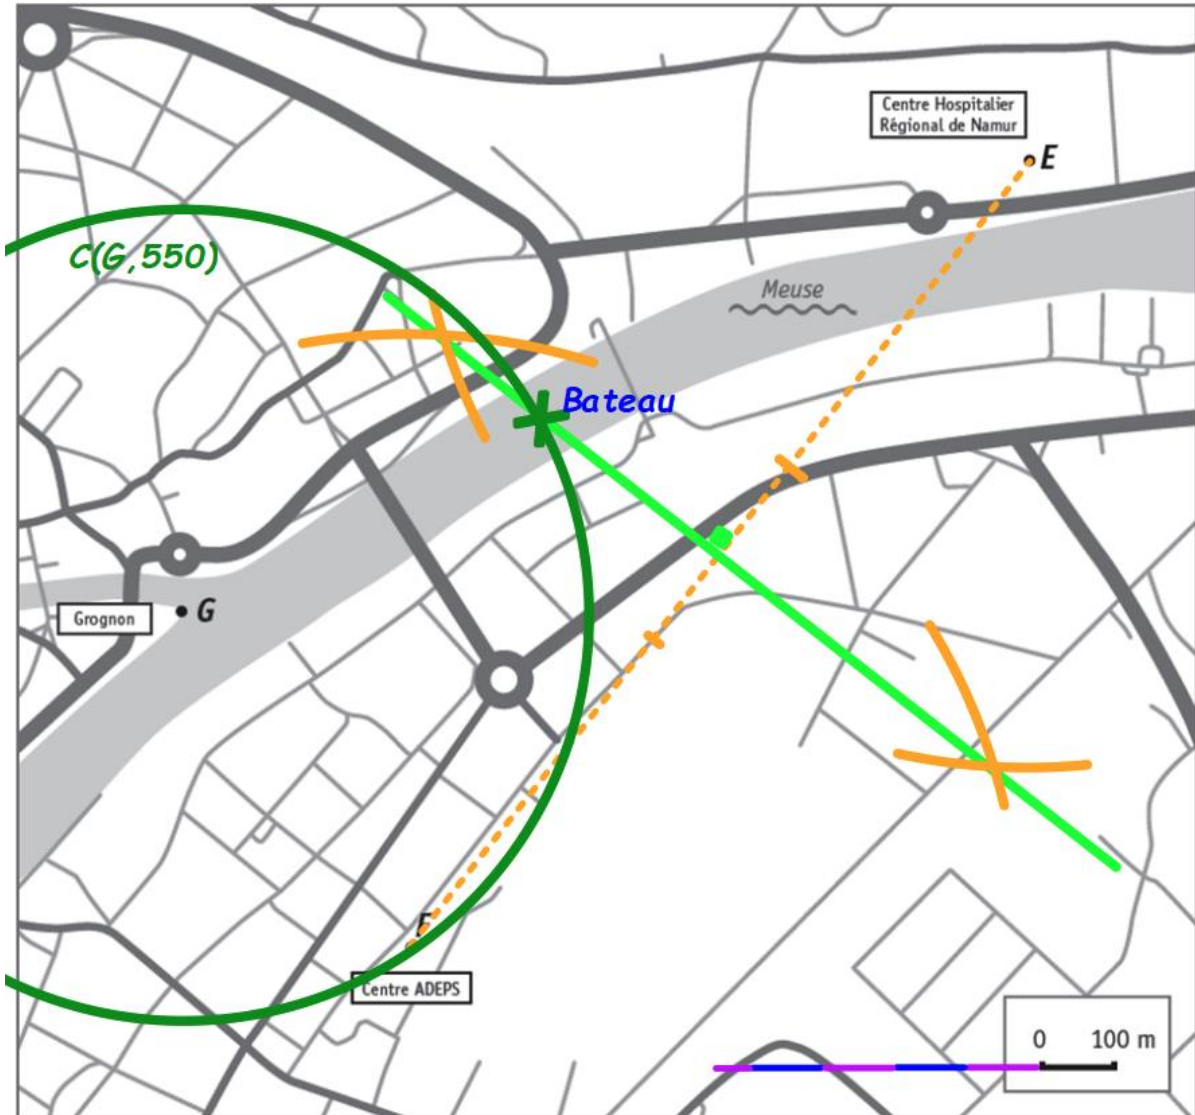 Centre Hospitalier
Régional de Namur
E
C(G,550)
Meuse
Bateau
Grognon
G
F
Centre ADEPS
0 100 m